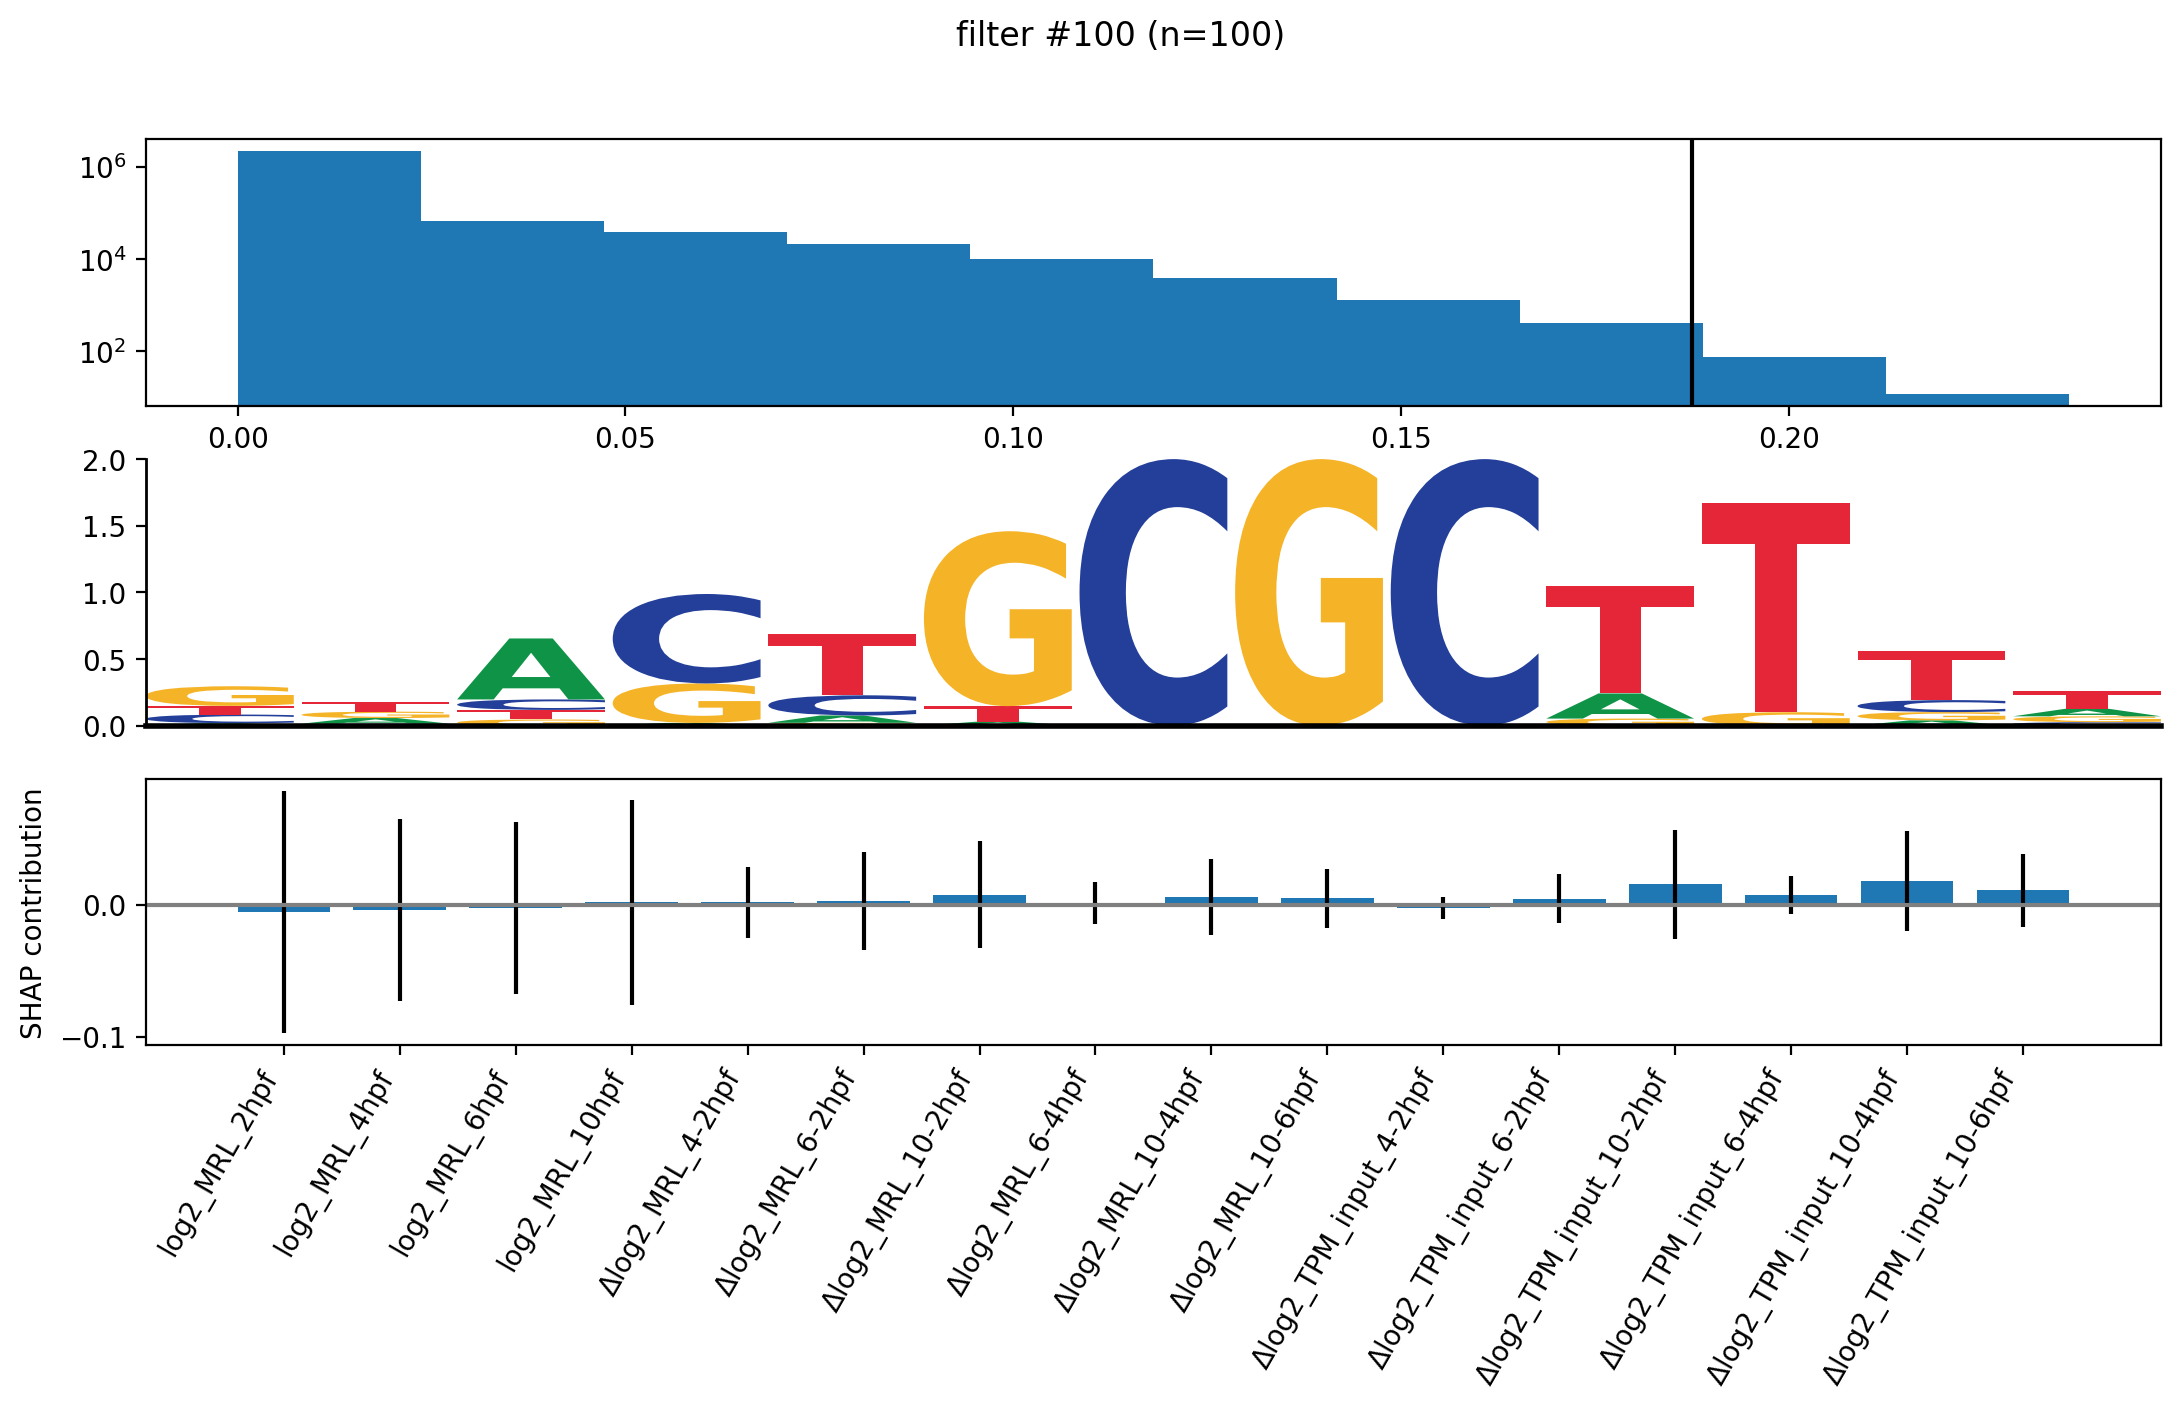 filter #100 (n=100)
10^6
10^4
10^2
0.00 0.05 0.10 0.15 0.20
2.0
1.5
1.0
0.5
0.0
G T C
T G A
A C T G
C G
T C A
G T
C
G
C
T A G
T G
T C G A
T A G C
SHAP contribution
0.0
−0.1
log2_MRL_2hpf
log2_MRL_4hpf
log2_MRL_6hpf
log2_MRL_10hpf
Δlog2_MRL_4-2hpf
Δlog2_MRL_6-2hpf
Δlog2_MRL_10-2hpf
Δlog2_MRL_6-4hpf
Δlog2_MRL_10-4hpf
Δlog2_MRL_10-6hpf
Δlog2_TPM_input_4-2hpf
Δlog2_TPM_input_6-2hpf
Δlog2_TPM_input_10-2hpf
Δlog2_TPM_input_6-4hpf
Δlog2_TPM_input_10-4hpf
Δlog2_TPM_input_10-6hpf